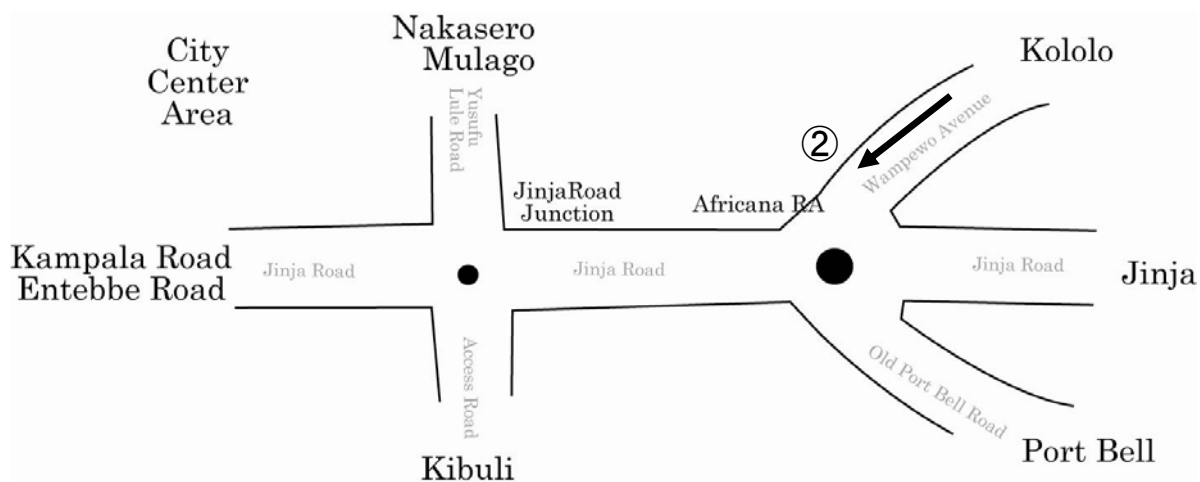 City
Center
Area
Nakasero
Mulago
Kololo
Yusufu
Lule Road
②
Wampewo Avenue
JinjaRoad
Junction
Africana RA
Kampala Road
Entebbe Road
Jinja Road
Jinja Road
Jinja Road
Jinja
Access Road
Old Port Bell Road
Kibuli
Port Bell